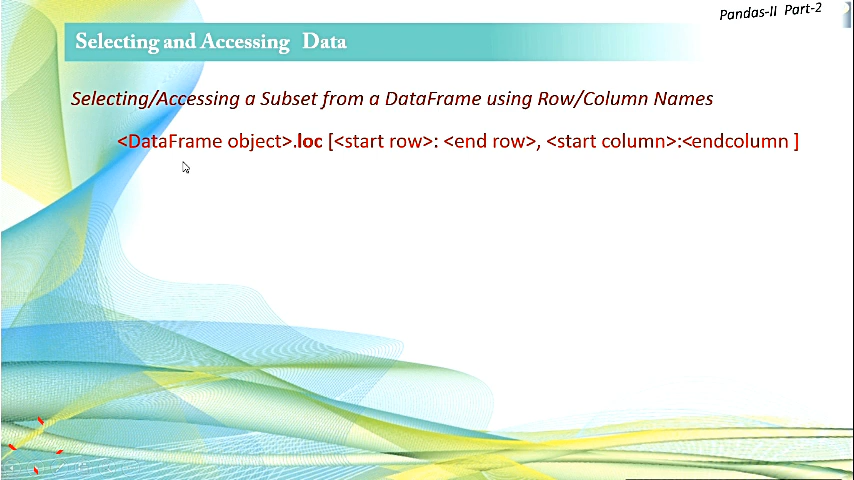 Pandas-II Part-2
Selecting and Accessing Data
Selecting/Accessing a Subset from a DataFrame using Row/Column Names
<DataFrame object>.loc [<start row>: <end row>, <start column>:<endcolumn ]